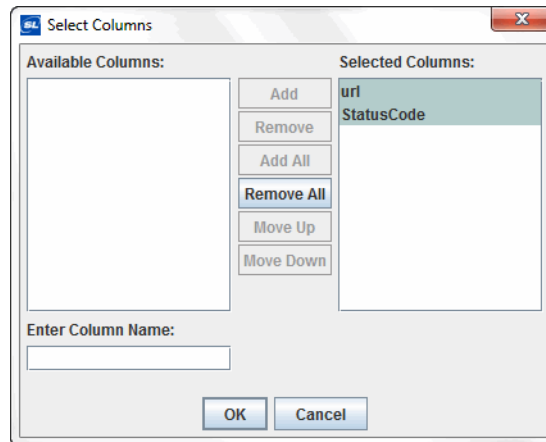 SL Select Columns
Available Columns:
Selected Columns:
Add
Remove
Add All
Remove All
Move Up
Move Down
url
StatusCode
Enter Column Name:
OK
Cancel